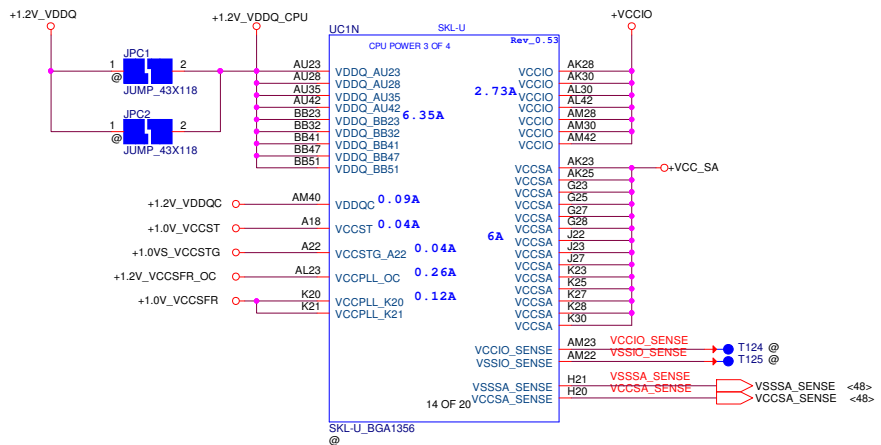 +1.2V_VDDQ
+1.2V_VDDQ_CPU
+VCCIO
UC1N
SKL-U
Rev_0.53
CPU POWER 3 OF 4
JPC1
1
2
@
JUMP_43X118
JPC2
1
2
@
JUMP_43X118
AU23
VDDQ_AU23
AU28
VDDQ_AU28
AU35
VDDQ_AU35
AU42
VDDQ_AU42
BB23
VDDQ_BB23
BB32
VDDQ_BB32
BB41
VDDQ_BB41
BB47
VDDQ_BB47
BB51
VDDQ_BB51
6.35A
+1.2V_VDDQC
AM40
VDDQC
0.09A
+1.0V_VCCST
A18
VCCST
0.04A
+1.0VS_VCCSTG
A22
VCCSTG_A22
0.04A
+1.2V_VCCSFR_OC
AL23
VCCPLL_OC
0.26A
+1.0V_VCCSFR
K20
VCCPLL_K20
0.12A
K21
VCCPLL_K21
2.73A
VCCIO
AK28
VCCIO
AK30
VCCIO
AL30
VCCIO
AL42
VCCIO
AM28
VCCIO
AM30
VCCIO
AM42
6A
VCCSA
AK23
+VCC_SA
VCCSA
AK25
VCCSA
G23
VCCSA
G25
VCCSA
G27
VCCSA
G28
VCCSA
J22
VCCSA
J23
VCCSA
J27
VCCSA
K23
VCCSA
K25
VCCSA
K27
VCCSA
K28
VCCSA
K30
VCCIO_SENSE
AM23
VCCIO_SENSE
T124 @
VSSIO_SENSE
AM22
VSSIO_SENSE
T125 @
VSSSA_SENSE
H21
VSSSA_SENSE
VSSSA_SENSE <48>
VCCSA_SENSE
H20
VCCSA_SENSE
VCCSA_SENSE <48>
14 OF 20
SKL-U_BGA1356
@